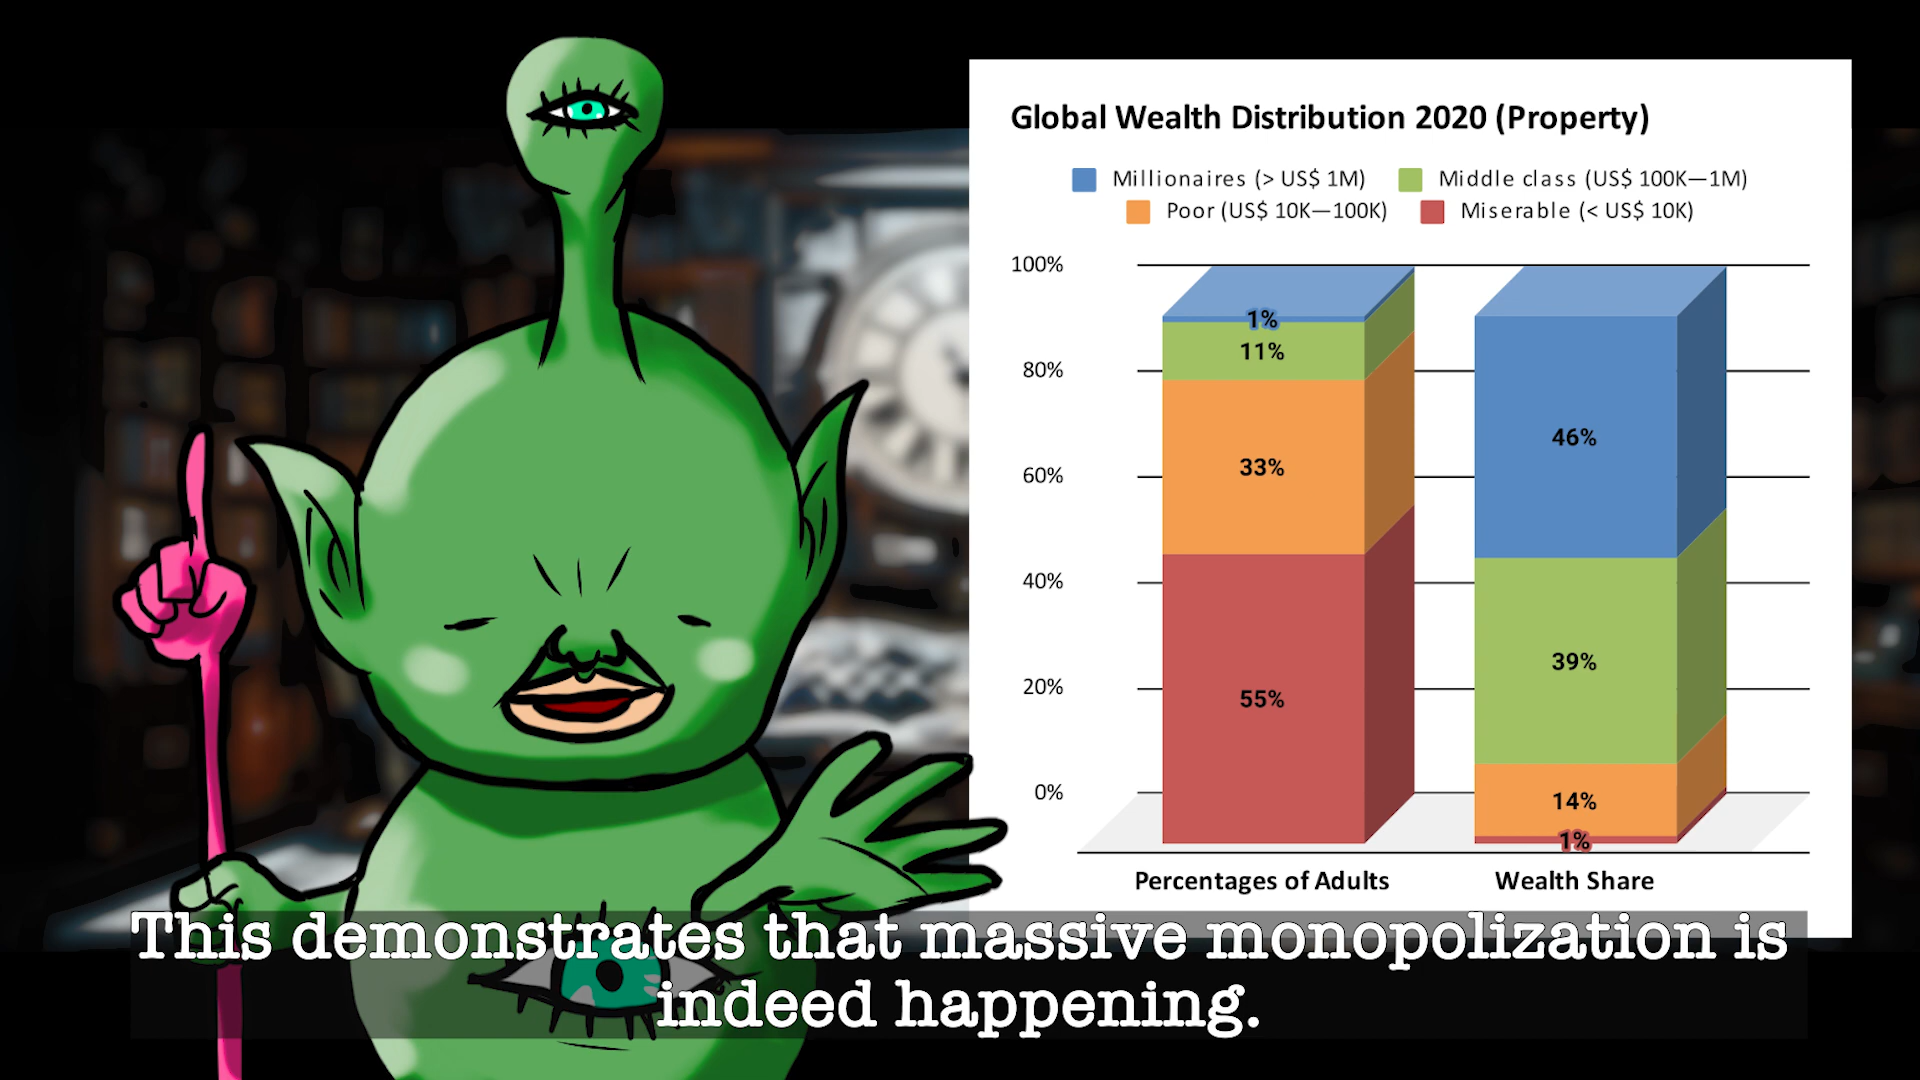 Global Wealth Distribution 2020 (Property)
Millionaires (> US$ 1M) Middle class (US$ 100K—1M)
Poor (US$ 10K—100K) Miserable (< US$ 10K)
100%
80%
60%
40%
20%
0%
1%
11%
33%
55%
46%
39%
14%
1%
Percentages of Adults Wealth Share
This demonstrates that massive monopolization is
indeed happening.